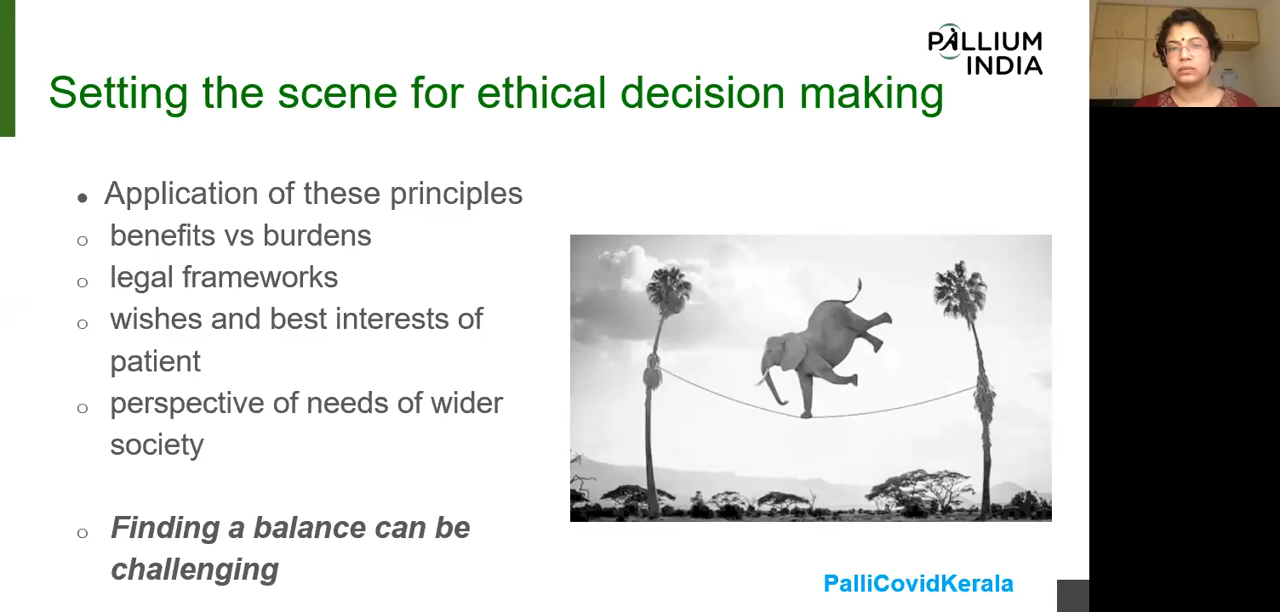 PALLIUM
INDIA
Setting the scene for ethical decision making
Application of these principles
benefits vs burdens
legal frameworks
wishes and best interests of
patient
perspective of needs of wider
society
Finding a balance can be
challenging
PalliCovidKerala